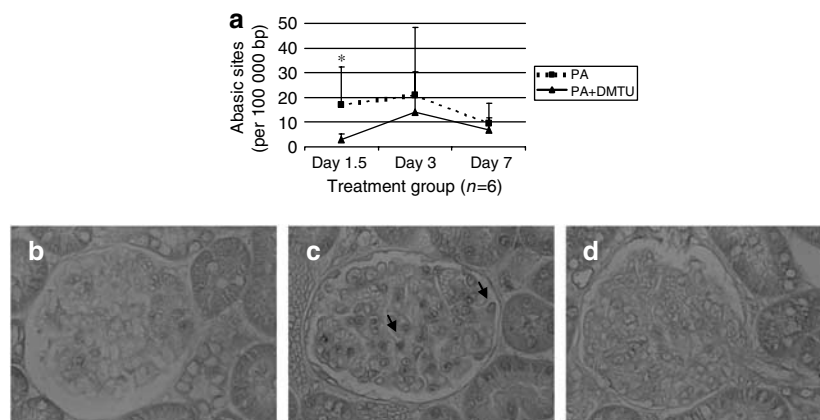 a
50
40
30
20
10
0
Abasic sites
(per 100 000 bp)
*
Day 1.5 Day 3 Day 7
Treatment group (n=6)
PA
PA+DMTU
b
c
d